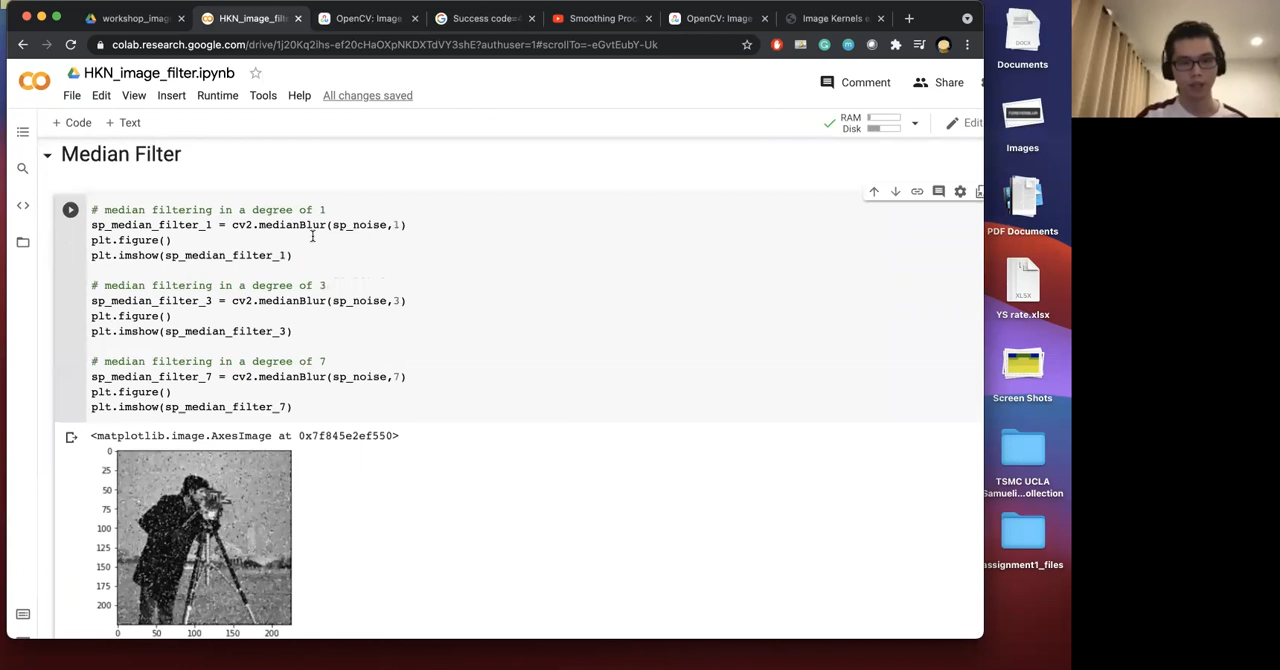 workshop_imag
HKN_image_filte
OpenCV: Image
Success code=
Smoothing Proc
OpenCV: Image
Image Kernels e
colab.research.google.com/drive/1j20Kq2ihs-ef20cHaOXpNKDXTdVY3shE?authuser=1#scrollTo=-eGvtEubY-Uk
HKN_image_filter.ipynb
Comment
Share
File Edit View Insert Runtime Tools Help All changes saved
+ Code + Text
RAM
Disk
Edit
Median Filter
# median filtering in a degree of 1
sp_median_filter_1 = cv2.medianBlur(sp_noise,1)
plt.figure()
plt.imshow(sp_median_filter_1)
# median filtering in a degree of 3
sp_median_filter_3 = cv2.medianBlur(sp_noise,3)
plt.figure()
plt.imshow(sp_median_filter_3)
# median filtering in a degree of 7
sp_median_filter_7 = cv2.medianBlur(sp_noise,7)
plt.figure()
plt.imshow(sp_median_filter_7)
<matplotlib.image.AxesImage at 0x7f845e2ef550>
0
25
50
75
100
125
150
175
200
0 50 100 150 200
DOCX
Documents
Images
PDF Documents
XLSX
YS rate.xlsx
Screen Shots
TSMC UCLA
Samueli...ollection
assignment1_files